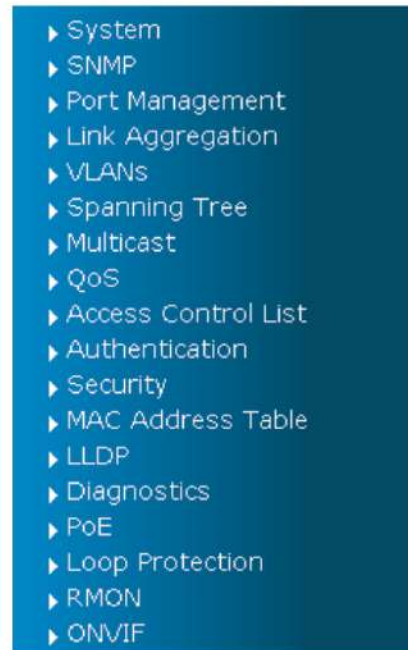 System
SNMP
Port Management
Link Aggregation
VLANs
Spanning Tree
Multicast
QoS
Access Control List
Authentication
Security
MAC Address Table
LLDP
Diagnostics
PoE
Loop Protection
RMON
ONVIF